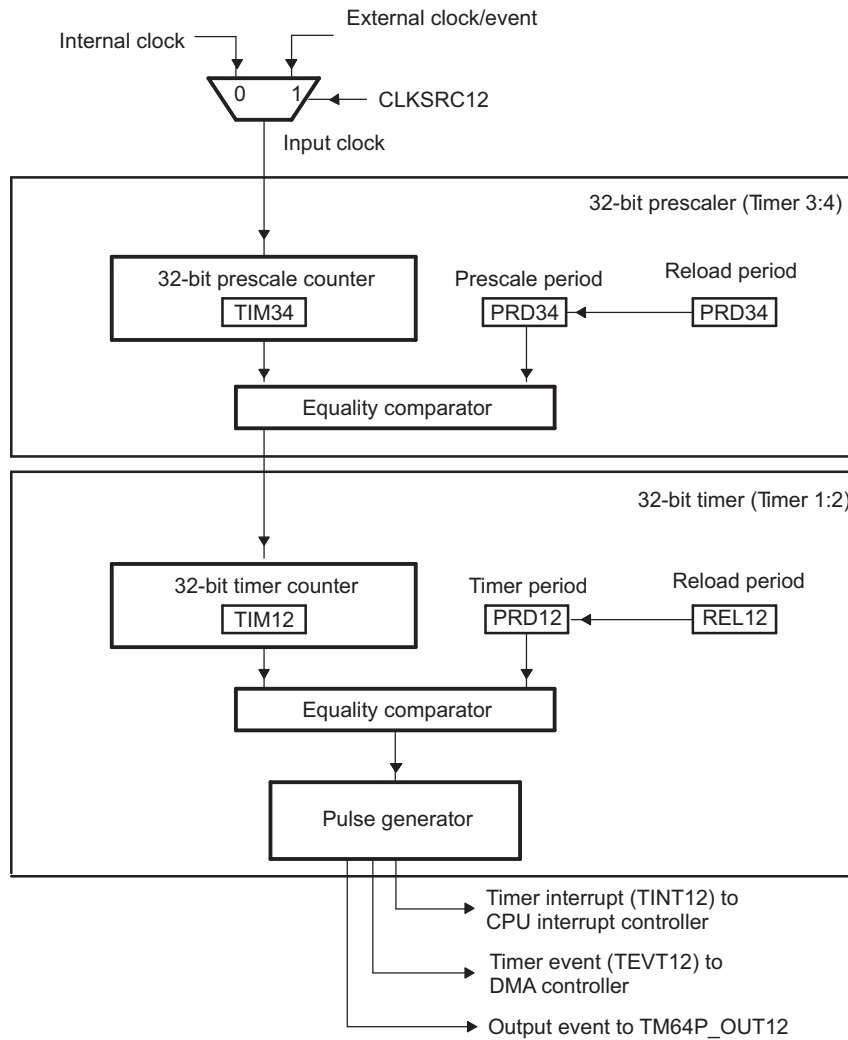 External clock/event
Internal clock
0 1
CLKSRC12
Input clock
32-bit prescaler (Timer 3:4)
32-bit prescale counter
TIM34
Prescale period
PRD34
Reload period
PRD34
Equality comparator
32-bit timer (Timer 1:2)
32-bit timer counter
TIM12
Timer period
PRD12
Reload period
REL12
Equality comparator
Pulse generator
Timer interrupt (TINT12) to
CPU interrupt controller
Timer event (TEVT12) to
DMA controller
Output event to TM64P_OUT12